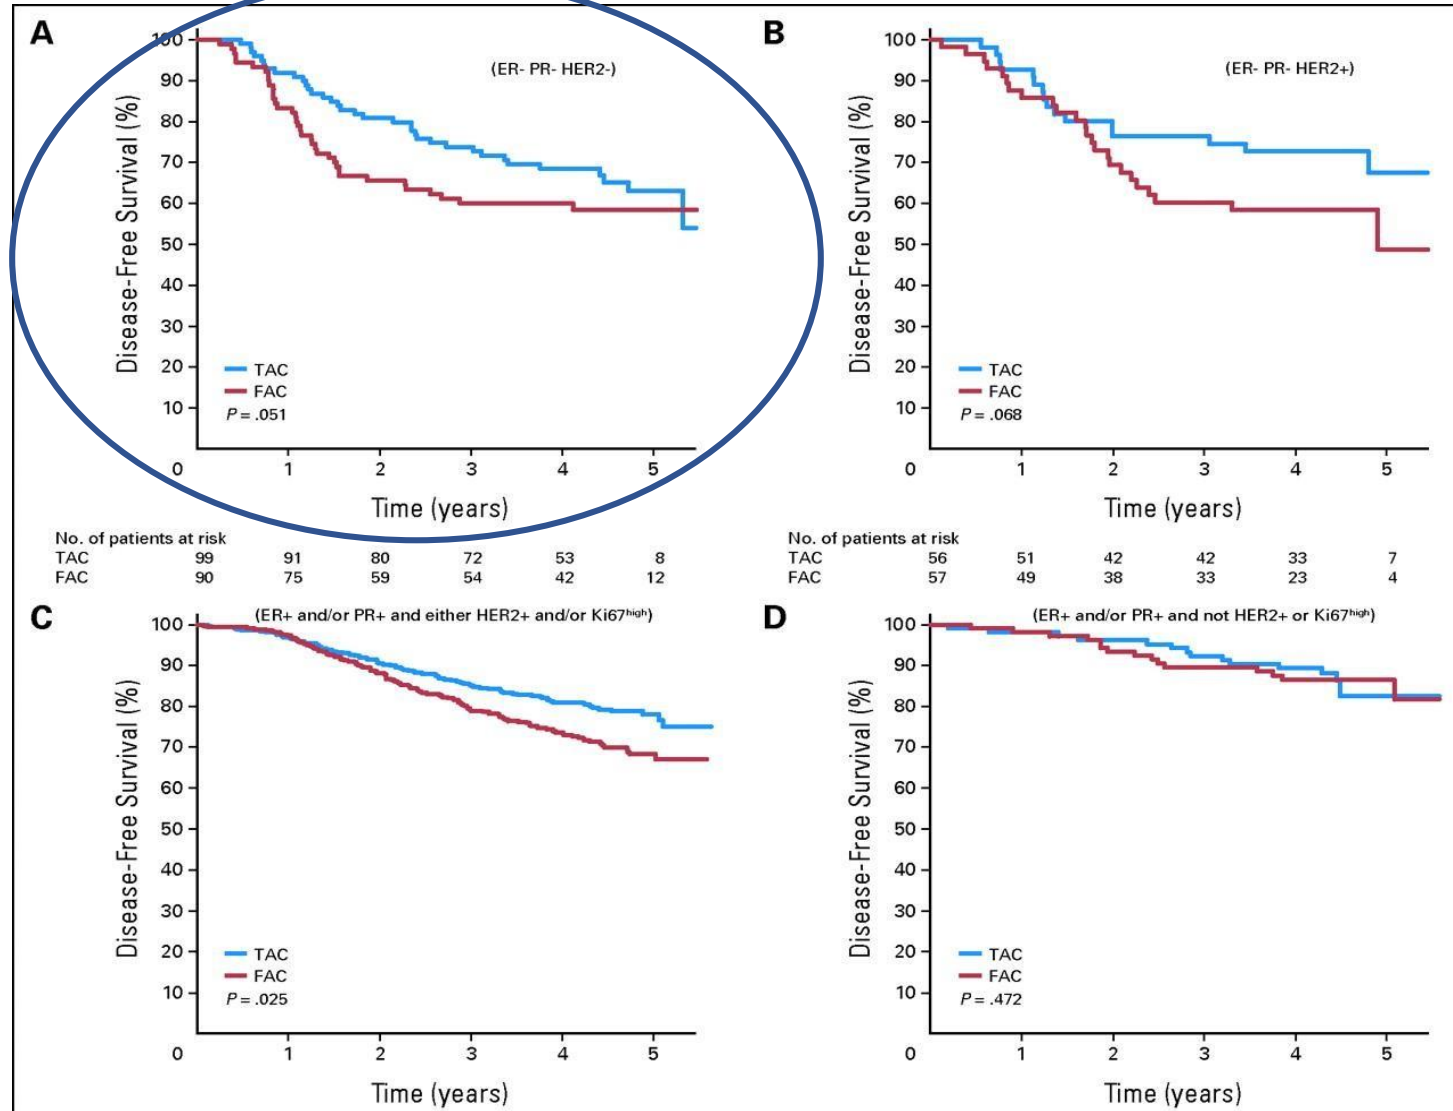 A
(ER- PR- HER2-)
Disease-Free Survival (%)
100
90
80
70
60
50
40
30
20
10
0
TAC
FAC
P = .051
1 2 3 4 5
Time (years)
No. of patients at risk
TAC 99 91 80 72 53 8
FAC 90 75 59 54 42 12
B
(ER- PR- HER2+)
Disease-Free Survival (%)
100
90
80
70
60
50
40
30
20
10
0
TAC
FAC
P = .068
1 2 3 4 5
Time (years)
No. of patients at risk
TAC 56 51 42 42 33 7
FAC 57 49 38 33 23 4
C
(ER+ and/or PR+ and either HER2+ and/or Ki67high)
Disease-Free Survival (%)
100
90
80
70
60
50
40
30
20
10
0
TAC
FAC
P = .025
1 2 3 4 5
Time (years)
D
(ER+ and/or PR+ and not HER2+ or Ki67high)
Disease-Free Survival (%)
100
90
80
70
60
50
40
30
20
10
0
TAC
FAC
P = .472
1 2 3 4 5
Time (years)